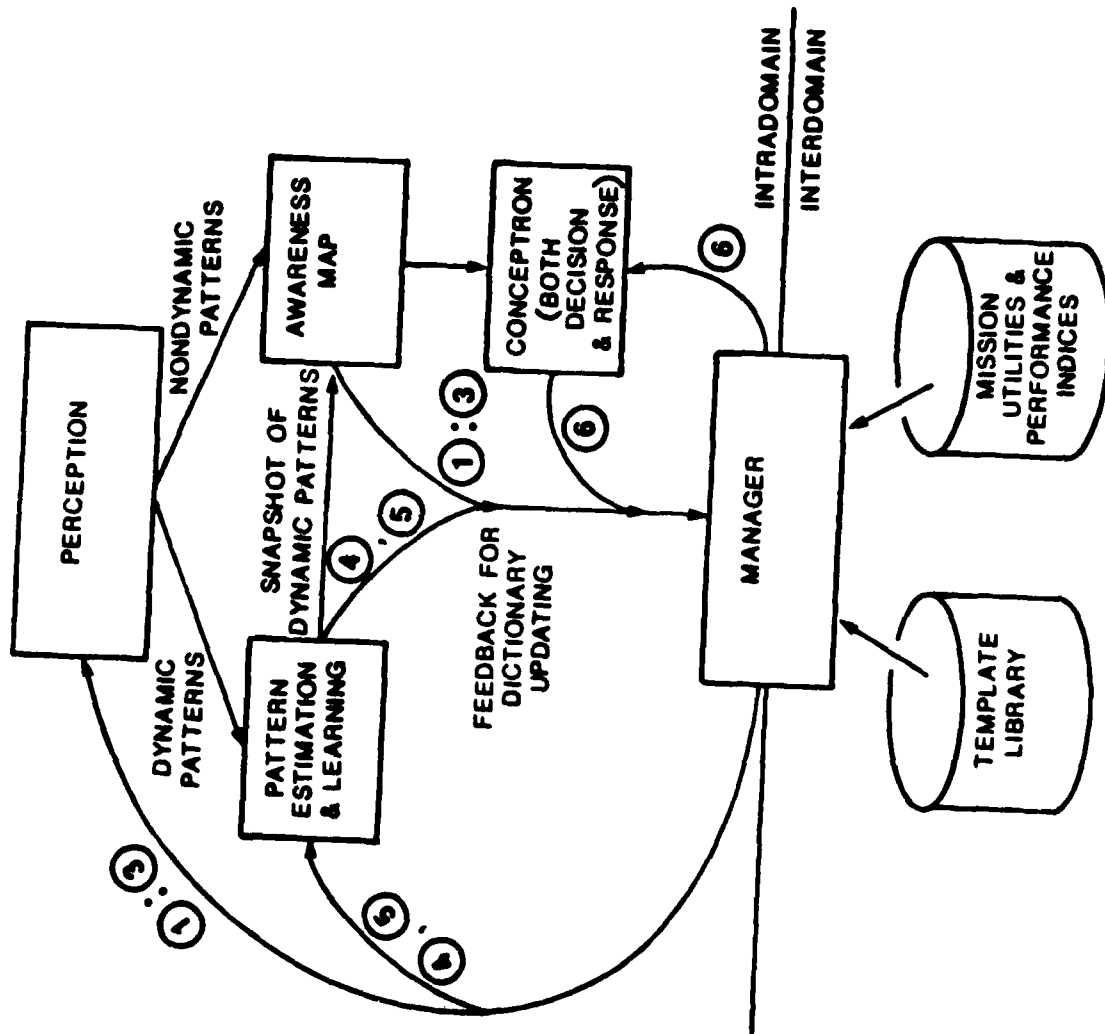 PERCEPTION
DYNAMIC
PATTERNS
NONDYNAMIC
PATTERNS
PATTERN
ESTIMATION
& LEARNING
SNAPSHOT OF
DYNAMIC PATTERNS
AWARENESS
MAP
1 : 3
4 , 5
1 : 3
4 , 5
FEEDBACK FOR
DICTIONARY
UPDATING
CONCEPTRON
(BOTH
DECISION
& RESPONSE)
6
6
MANAGER
INTRADOMAIN
INTERDOMAIN
TEMPLATE
LIBRARY
MISSION
UTILITIES &
PERFORMANCE
INDICES